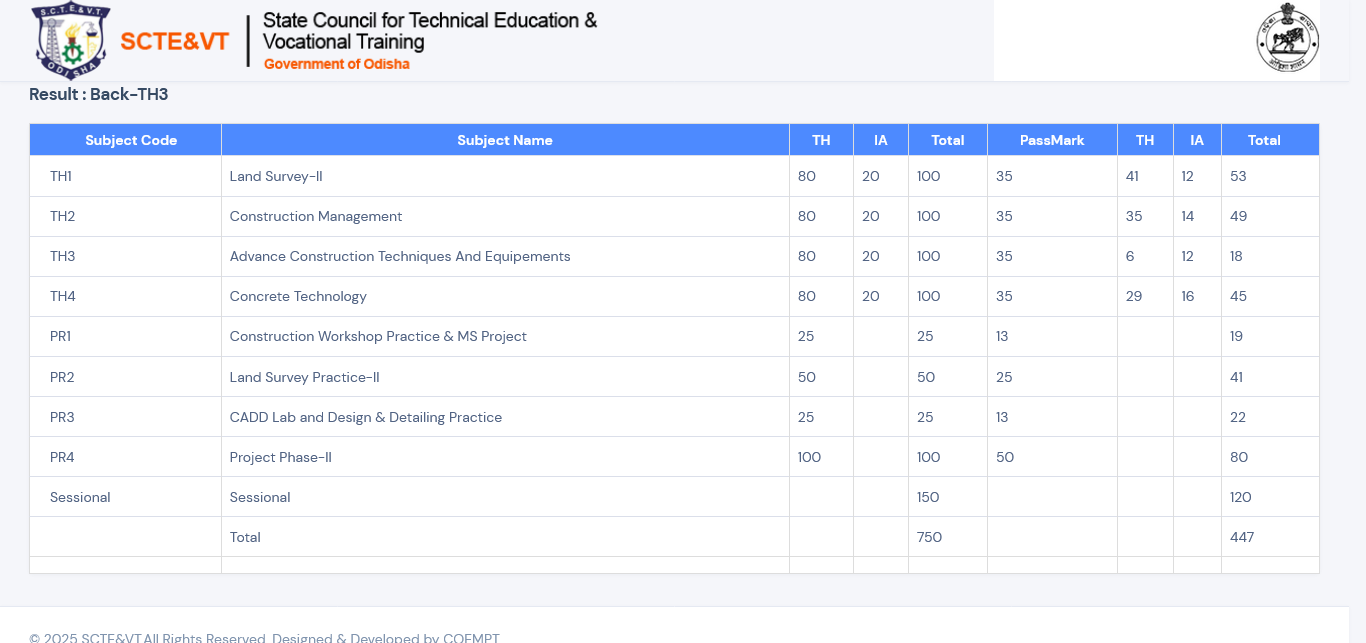 S.C.T.E.&V.T.
ODISHA
SCTE&VT
State Council for Technical Education &
Vocational Training
Government of Odisha
Result : Back-TH3
Subject Code Subject Name TH IA Total PassMark TH IA Total
TH1 Land Survey-II 80 20 100 35 41 12 53
TH2 Construction Management 80 20 100 35 35 14 49
TH3 Advance Construction Techniques And Equipements 80 20 100 35 6 12 18
TH4 Concrete Technology 80 20 100 35 29 16 45
PR1 Construction Workshop Practice & MS Project 25 25 13 19
PR2 Land Survey Practice-II 50 50 25 41
PR3 CADD Lab and Design & Detailing Practice 25 25 13 22
PR4 Project Phase-II 100 100 50 80
Sessional Sessional 150 120
Total 750 447
© 2025 SCTE&VT.All Rights Reserved. Designed & Developed by COEMPT